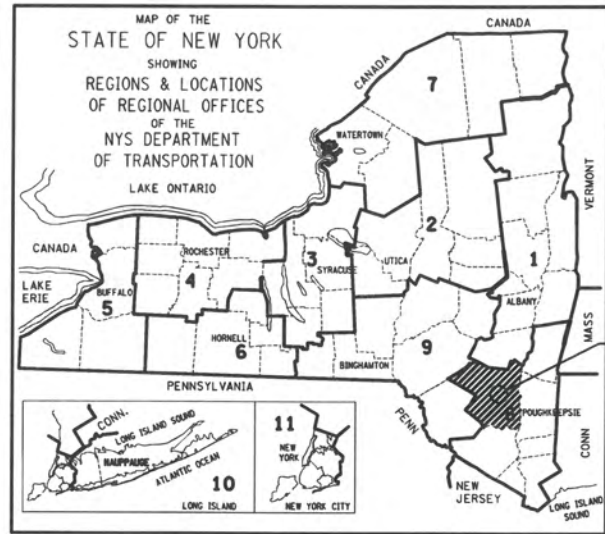 MAP OF THE
STATE OF NEW YORK
SHOWING
REGIONS & LOCATIONS
OF REGIONAL OFFICES
OF THE
NYS DEPARTMENT
OF TRANSPORTATION
CANADA
CANADA
7
WATERTOWN
LAKE ONTARIO
VERMONT
2
CANADA
ROCHESTER
3
SYRACUSE
UTICA
1
LAKE
ERIE
BUFFALO
5
4
ALBANY
HORNELL
6
9
MASS
BINGHAMTON
PENNSYLVANIA
POUGHKEEPSIE
PENN
CONN
CONN.
LONG ISLAND SOUND
HAUPPAUGE
ATLANTIC OCEAN
10
LONG ISLAND
11
NEW
YORK
NEW YORK CITY
NEW
JERSEY
LONG ISLAND
SOUND